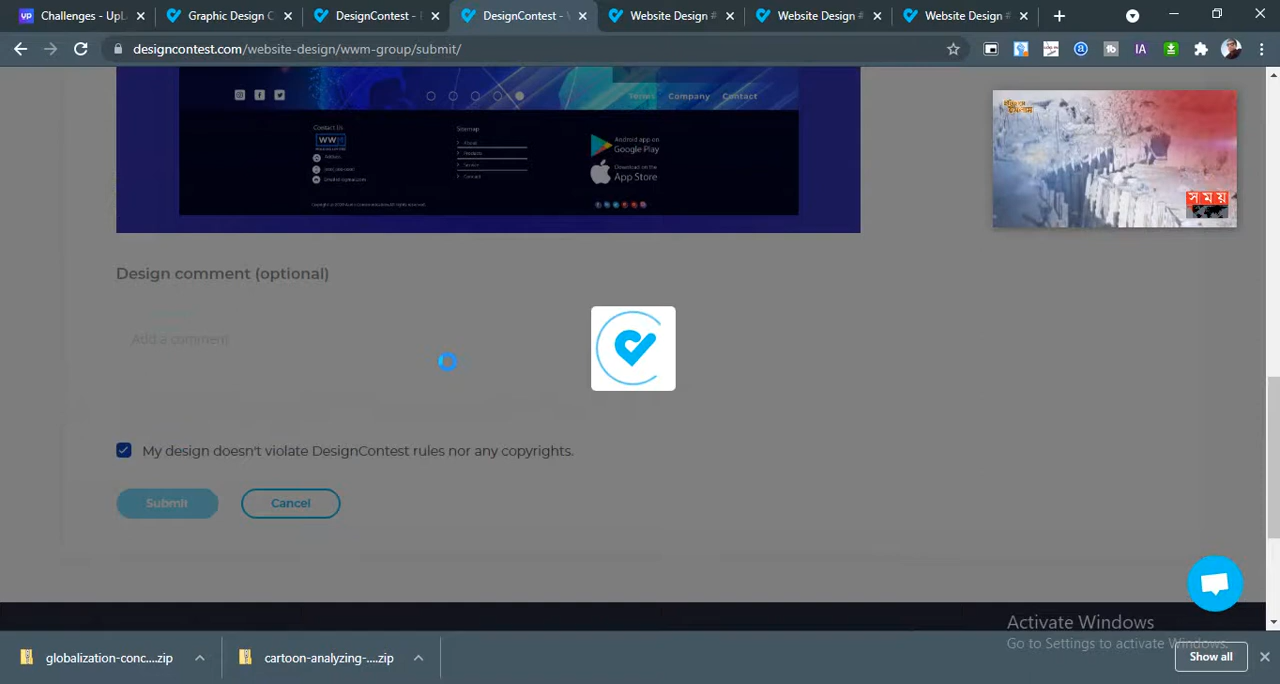 Challenges - UpL
Graphic Design C
DesignContest -
DesignContest -
Website Design #
Website Design #
Website Design #
designcontest.com/website-design/wwm-group/submit/
IA
Terms Company Contact
Contact Us
Sitemap
Android app on
Google Play
Download on the
App Store
সময়
Design comment (optional)
Add a comment
My design doesn't violate DesignContest rules nor any copyrights.
Submit
Cancel
Activate Windows
Go to Settings to activate Windows.
globalization-conc....zip
cartoon-analyzing-....zip
Show all